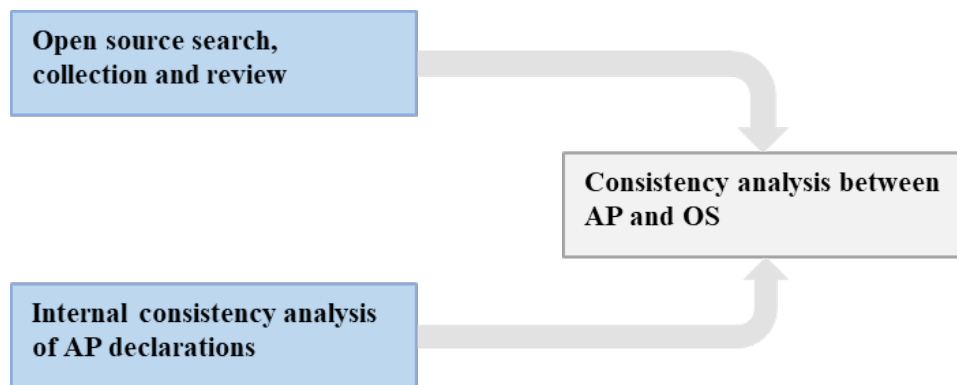 Open source search,
collection and review
Consistency analysis between
AP and OS
Internal consistency analysis
of AP declarations